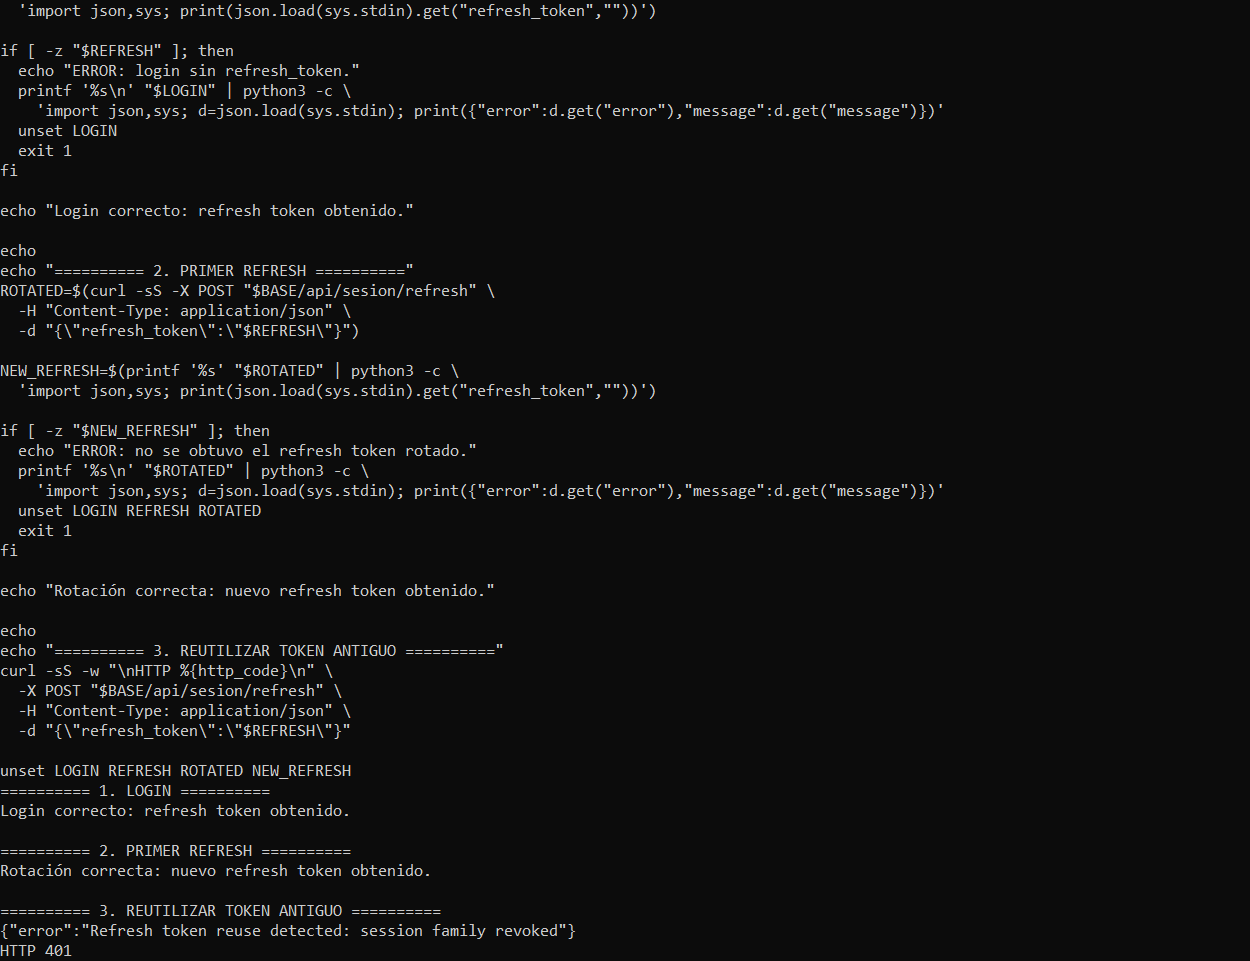 'import json,sys; print(json.load(sys.stdin).get("refresh_token",""))')

if [ -z "$REFRESH" ]; then
  echo "ERROR: login sin refresh_token."
  printf '%s\n' "$LOGIN" | python3 -c \
    'import json,sys; d=json.load(sys.stdin); print({"error":d.get("error"),"message":d.get("message")})'
  unset LOGIN
  exit 1
fi

echo "Login correcto: refresh token obtenido."

echo
echo "========== 2. PRIMER REFRESH =========="
ROTATED=$(curl -sS -X POST "$BASE/api/sesion/refresh" \
  -H "Content-Type: application/json" \
  -d "{\"refresh_token\":\"$REFRESH\"}")

NEW_REFRESH=$(printf '%s' "$ROTATED" | python3 -c \
  'import json,sys; print(json.load(sys.stdin).get("refresh_token",""))')

if [ -z "$NEW_REFRESH" ]; then
  echo "ERROR: no se obtuvo el refresh token rotado."
  printf '%s\n' "$ROTATED" | python3 -c \
    'import json,sys; d=json.load(sys.stdin); print({"error":d.get("error"),"message":d.get("message")})'
  unset LOGIN REFRESH ROTATED
  exit 1
fi

echo "Rotación correcta: nuevo refresh token obtenido."

echo
echo "========== 3. REUTILIZAR TOKEN ANTIGUO =========="
curl -sS -w "\nHTTP %{http_code}\n" \
  -X POST "$BASE/api/sesion/refresh" \
  -H "Content-Type: application/json" \
  -d "{\"refresh_token\":\"$REFRESH\"}"

unset LOGIN REFRESH ROTATED NEW_REFRESH
========== 1. LOGIN ==========
Login correcto: refresh token obtenido.

========== 2. PRIMER REFRESH ==========
Rotación correcta: nuevo refresh token obtenido.

========== 3. REUTILIZAR TOKEN ANTIGUO ==========
{"error":"Refresh token reuse detected: session family revoked"}
HTTP 401